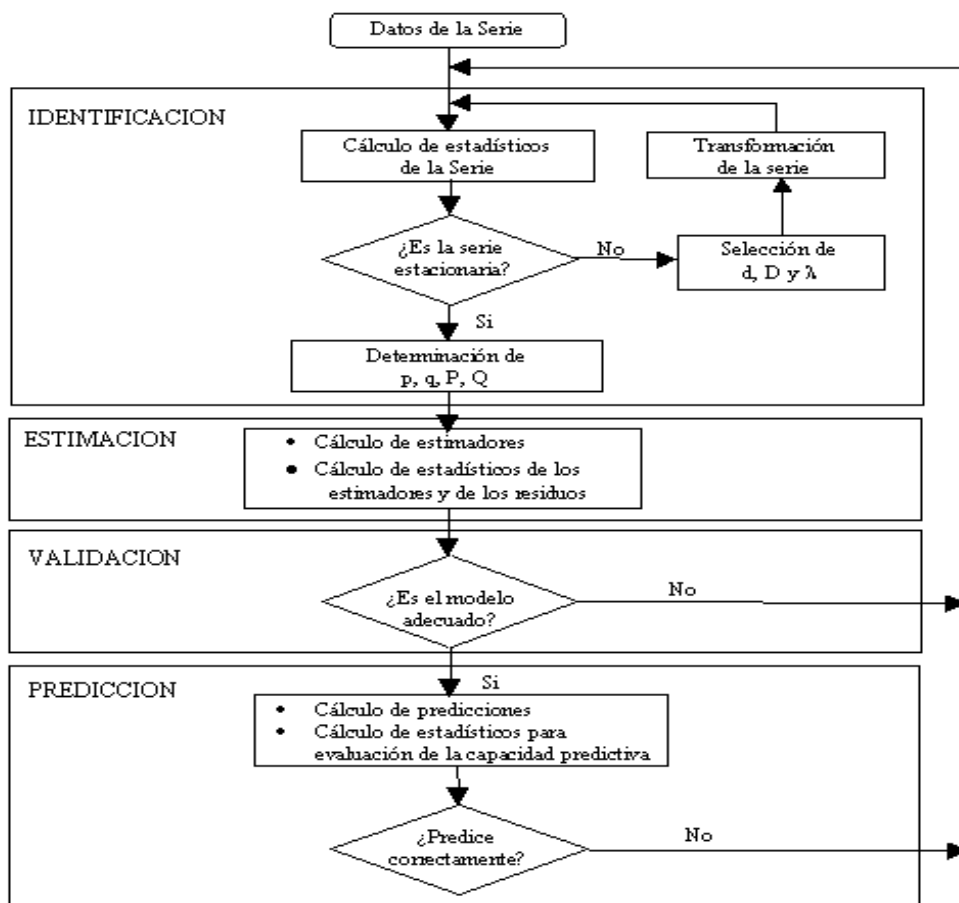 Datos de la Serie
IDENTIFICACION
Cálculo de estadísticos
de la Serie
Transformación
de la serie
¿Es la serie
estacionaria?
No
Selección de
d, D y λ
Si
Determinación de
p, q, P, Q
ESTIMACION
• Cálculo de estimadores
• Cálculo de estadísticos de los
estimadores y de los residuos
VALIDACION
¿Es el modelo
adecuado?
No
Si
PREDICCION
• Cálculo de predicciones
• Cálculo de estadísticos para
evaluación de la capacidad predictiva
¿Predice
correctamente?
No